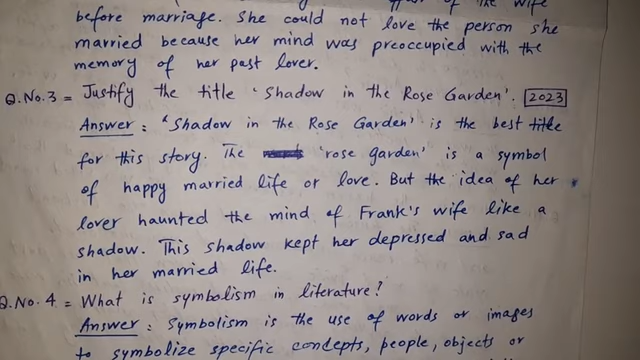 of the wife
before marriage. She could not love the person she
married because her mind was preoccupied with the
memory of her past lover.
Q.No.3 = Justify the title 'Shadow in the Rose Garden'. 2023
Answer : 'Shadow in the Rose Garden' is the best title
for this story. The 'rose garden' is a symbol
of happy married life or love. But the idea of her
lover haunted the mind of Frank's wife like a
shadow. This shadow kept her depressed and sad
in her married life.
Q.No.4 = What is symbolism in literature?
Answer : Symbolism is the use of words or images
to symbolize specific concepts, people, objects or